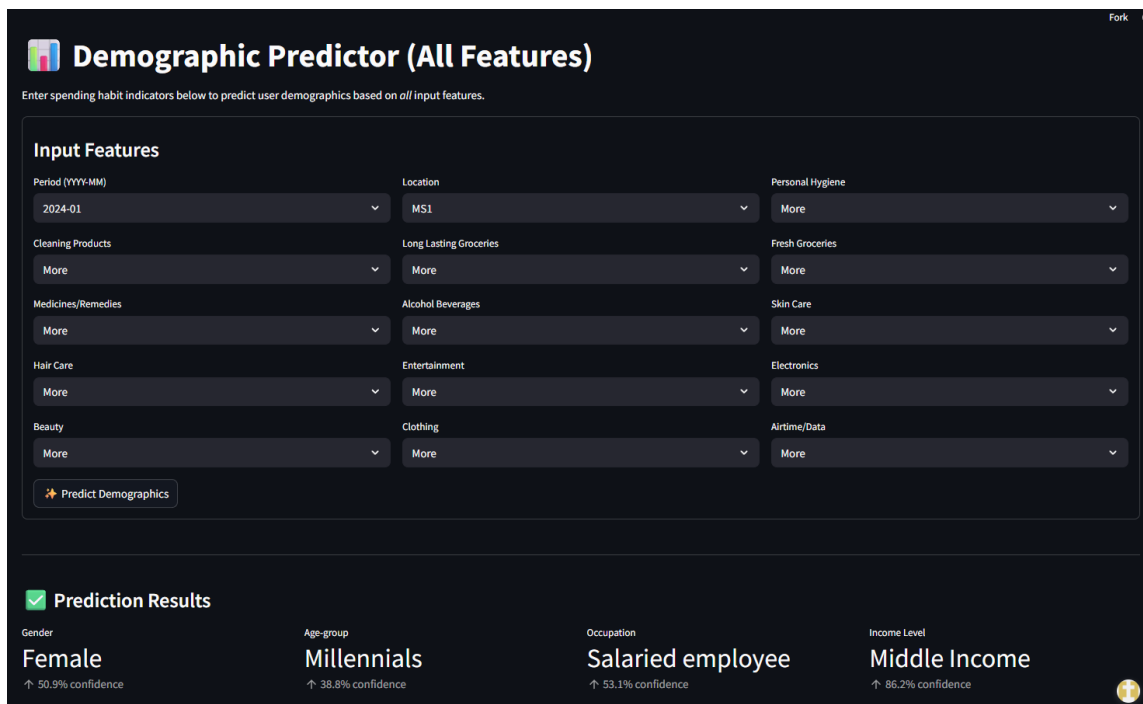 Fork
Demographic Predictor (All Features)
Enter spending habit indicators below to predict user demographics based on all input features.
Input Features
Period (YYYY-MM) Location Personal Hygiene
2024-01 MS1 More
Cleaning Products Long Lasting Groceries Fresh Groceries
More More More
Medicines/Remedies Alcohol Beverages Skin Care
More More More
Hair Care Entertainment Electronics
More More More
Beauty Clothing Airtime/Data
More More More
Predict Demographics
Prediction Results
Gender Age-group Occupation Income Level
Female Millennials Salaried employee Middle Income
↑ 50.9% confidence ↑ 38.8% confidence ↑ 53.1% confidence ↑ 86.2% confidence